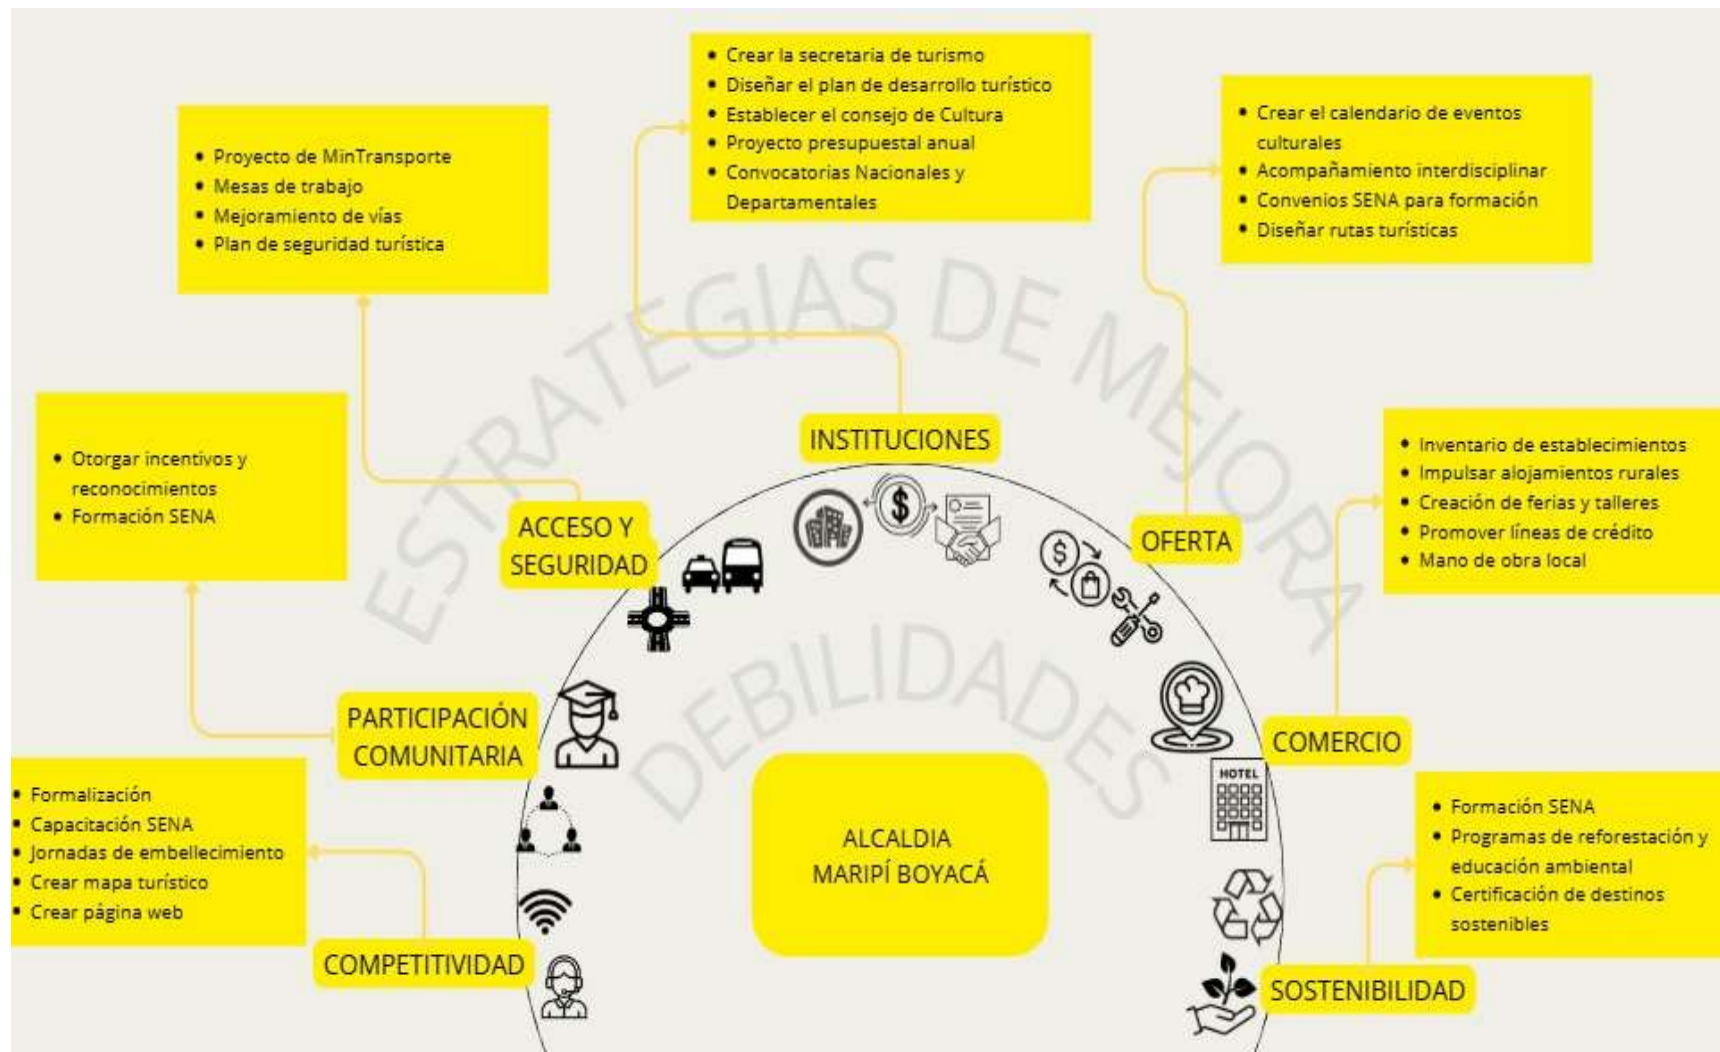 • Crear la secretaria de turismo
• Diseñar el plan de desarrollo turístico
• Establecer el consejo de Cultura
• Proyecto presupuestal anual
• Convocatorias Nacionales y
Departamentales
• Crear el calendario de eventos
culturales
• Acompañamiento interdisciplinar
• Convenios SENA para formación
• Diseñar rutas turísticas
• Proyecto de MinTransporte
• Mesas de trabajo
• Mejoramiento de vías
• Plan de seguridad turística
ESTRATEGIAS DE MEJORA
• Otorgar incentivos y
reconocimientos
• Formación SENA
INSTITUCIONES
• Inventario de establecimientos
• Impulsar alojamientos rurales
• Creación de ferias y talleres
• Promover líneas de crédito
• Mano de obra local
ACCESO Y
SEGURIDAD
OFERTA
DEBILIDADES
PARTICIPACIÓN
COMUNITARIA
COMERCIO
HOTEL
• Formalización
• Capacitación SENA
• Jornadas de embellecimiento
• Crear mapa turístico
• Crear página web
ALCALDIA
MARIPÍ BOYACÁ
• Formación SENA
• Programas de reforestación y
educación ambiental
• Certificación de destinos
sostenibles
COMPETITIVIDAD
SOSTENIBILIDAD